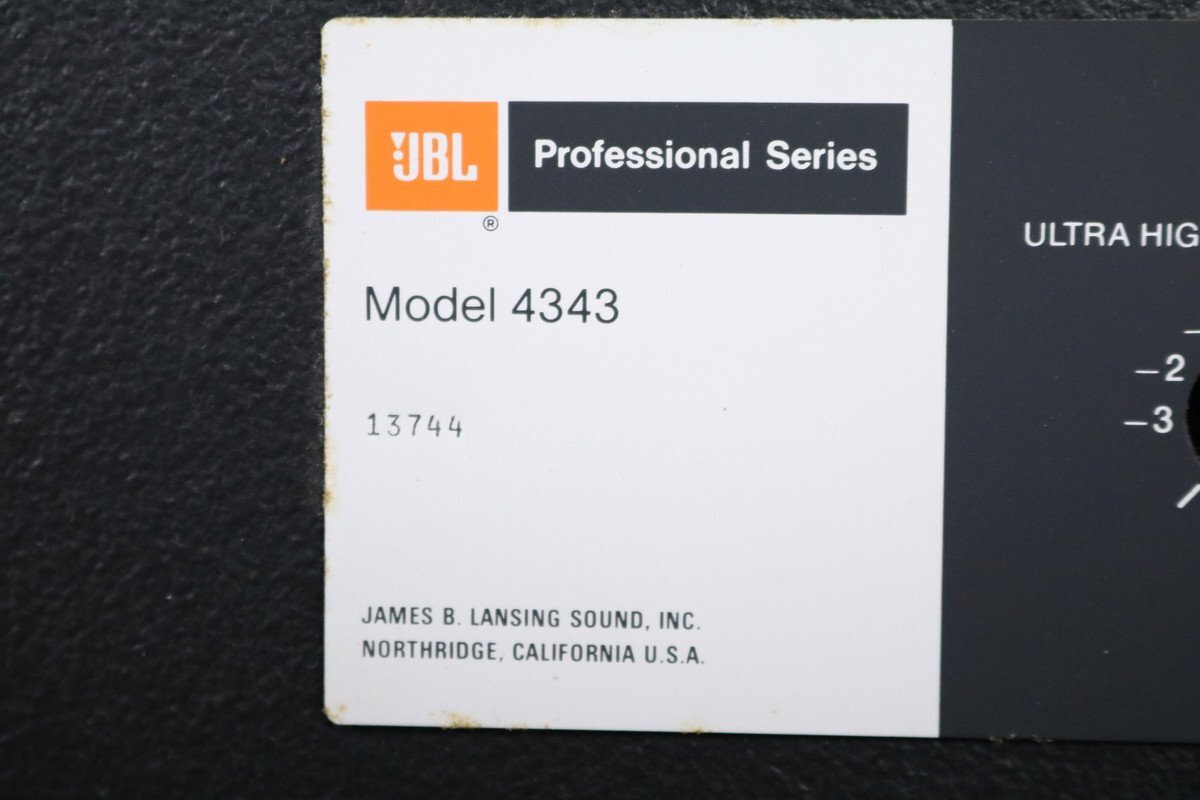 JBL Professional Series
®
Model 4343
ULTRA HIG
−2
−3
13744
JAMES B. LANSING SOUND, INC.
NORTHRIDGE, CALIFORNIA U.S.A.